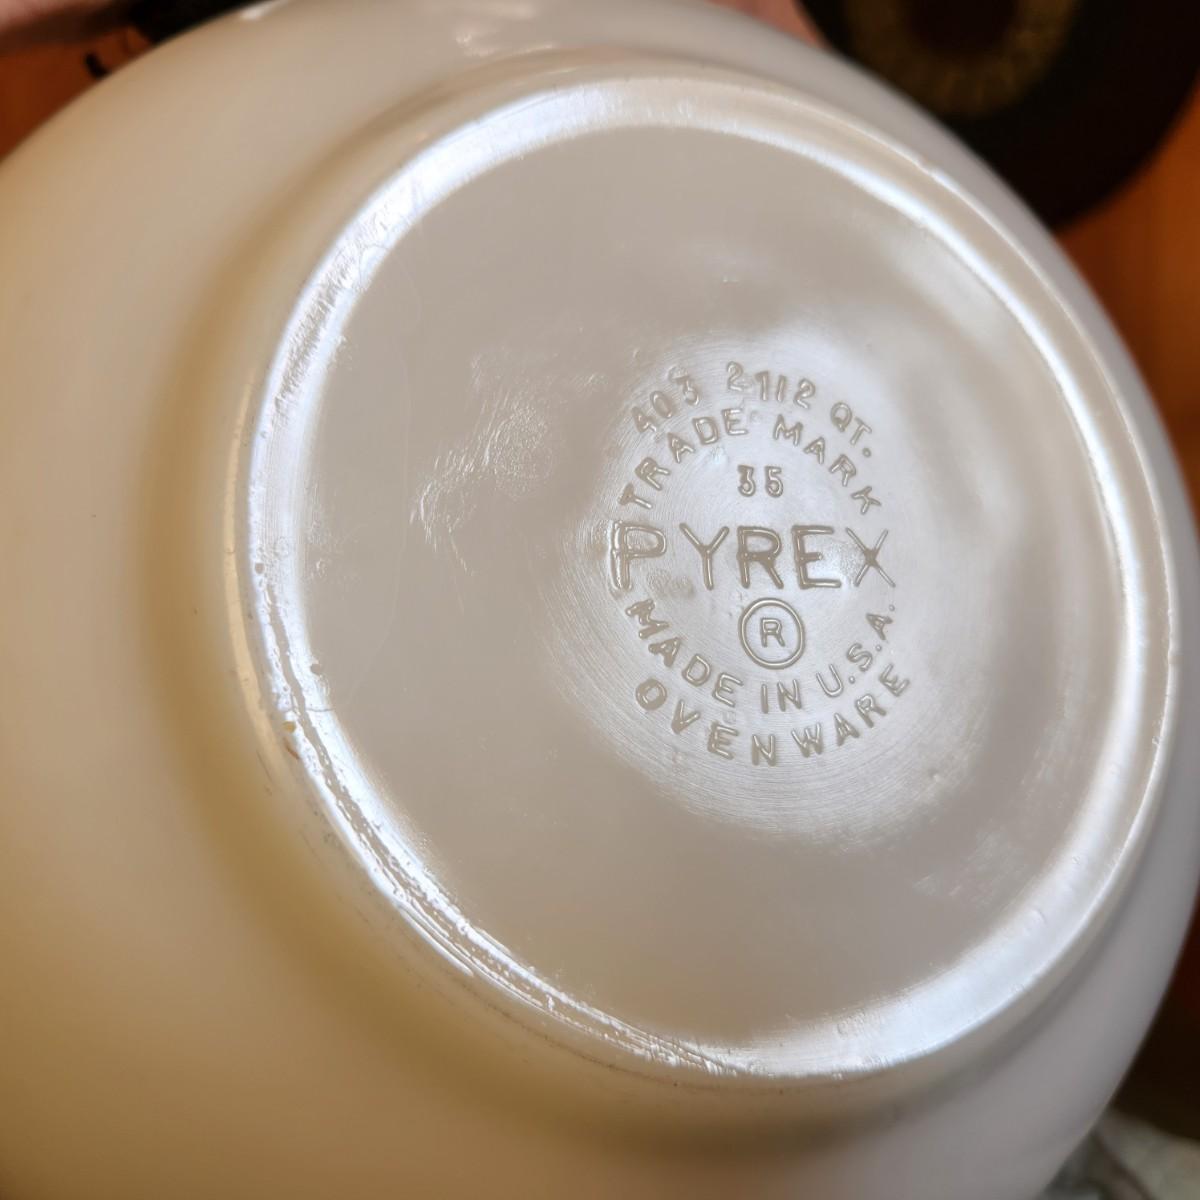 403 2 1/2 QT.
TRADE MARK
35
PYREX
®
MADE IN U.S.A.
OVENWARE